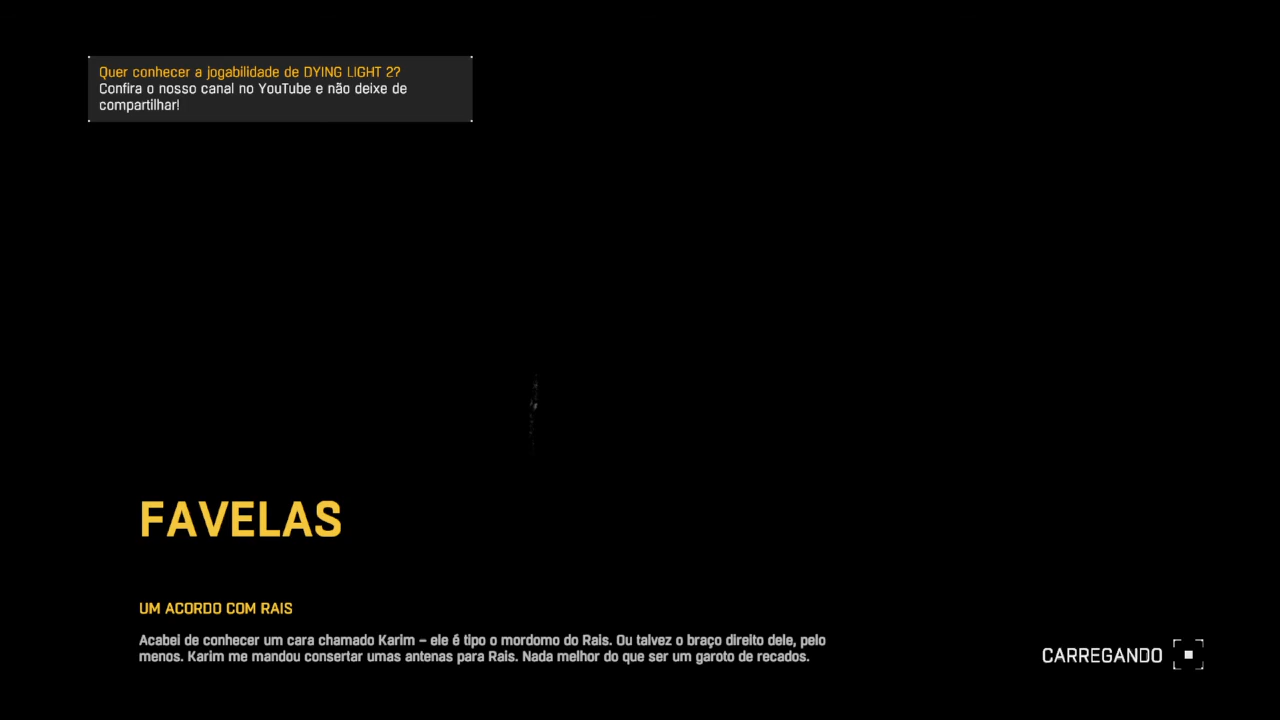 Quer conhecer a jogabilidade de DYING LIGHT 2?
Confira o nosso canal no YouTube e não deixe de
compartilhar!
FAVELAS
UM ACORDO COM RAIS
Acabei de conhecer um cara chamado Karim – ele é tipo o mordomo do Rais. Ou talvez o braço direito dele, pelo
menos. Karim me mandou consertar umas antenas para Rais. Nada melhor do que ser um garoto de recados.
CARREGANDO